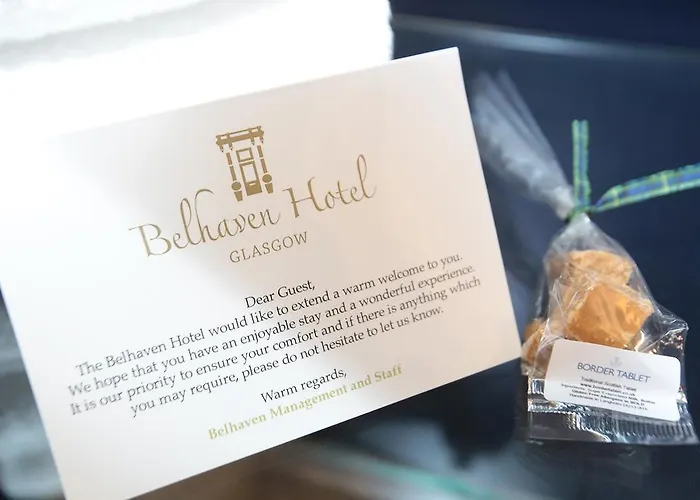 Belhaven Hotel
GLASGOW
Dear Guest,
The Belhaven Hotel would like to extend a warm welcome to you.
We hope that you have an enjoyable stay and a wonderful experience.
It is our priority to ensure your comfort and if there is anything which
you may require, please do not hesitate to let us know.
Warm regards,
Belhaven Management and Staff
BORDER TABLET
Traditional Scottish Tablet